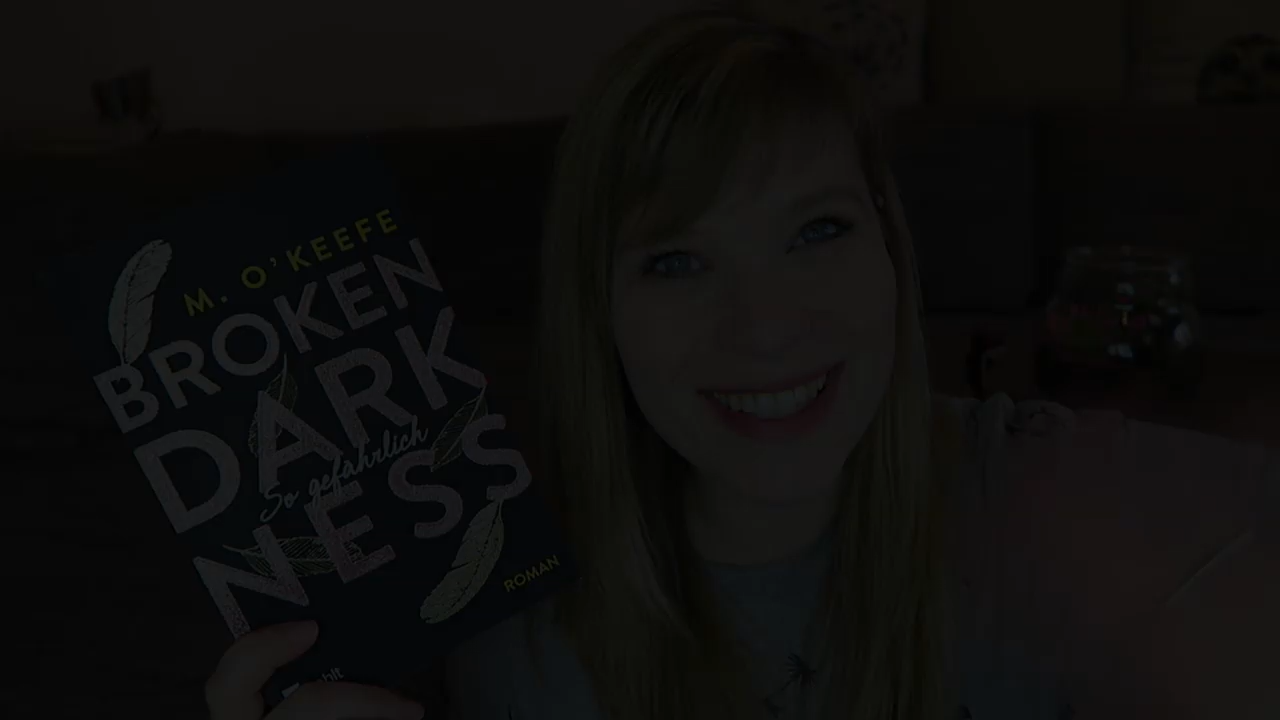 M. O'KEEFE
BROKEN
DARK
So gefährlich
NESS
ROMAN